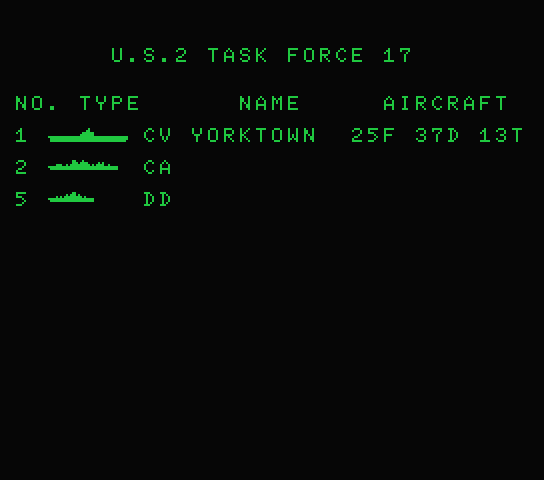 U.S.2 TASK FORCE 17
NO. TYPE NAME AIRCRAFT
1 CV YORKTOWN 25F 37D 13T
2 CA
5 DD